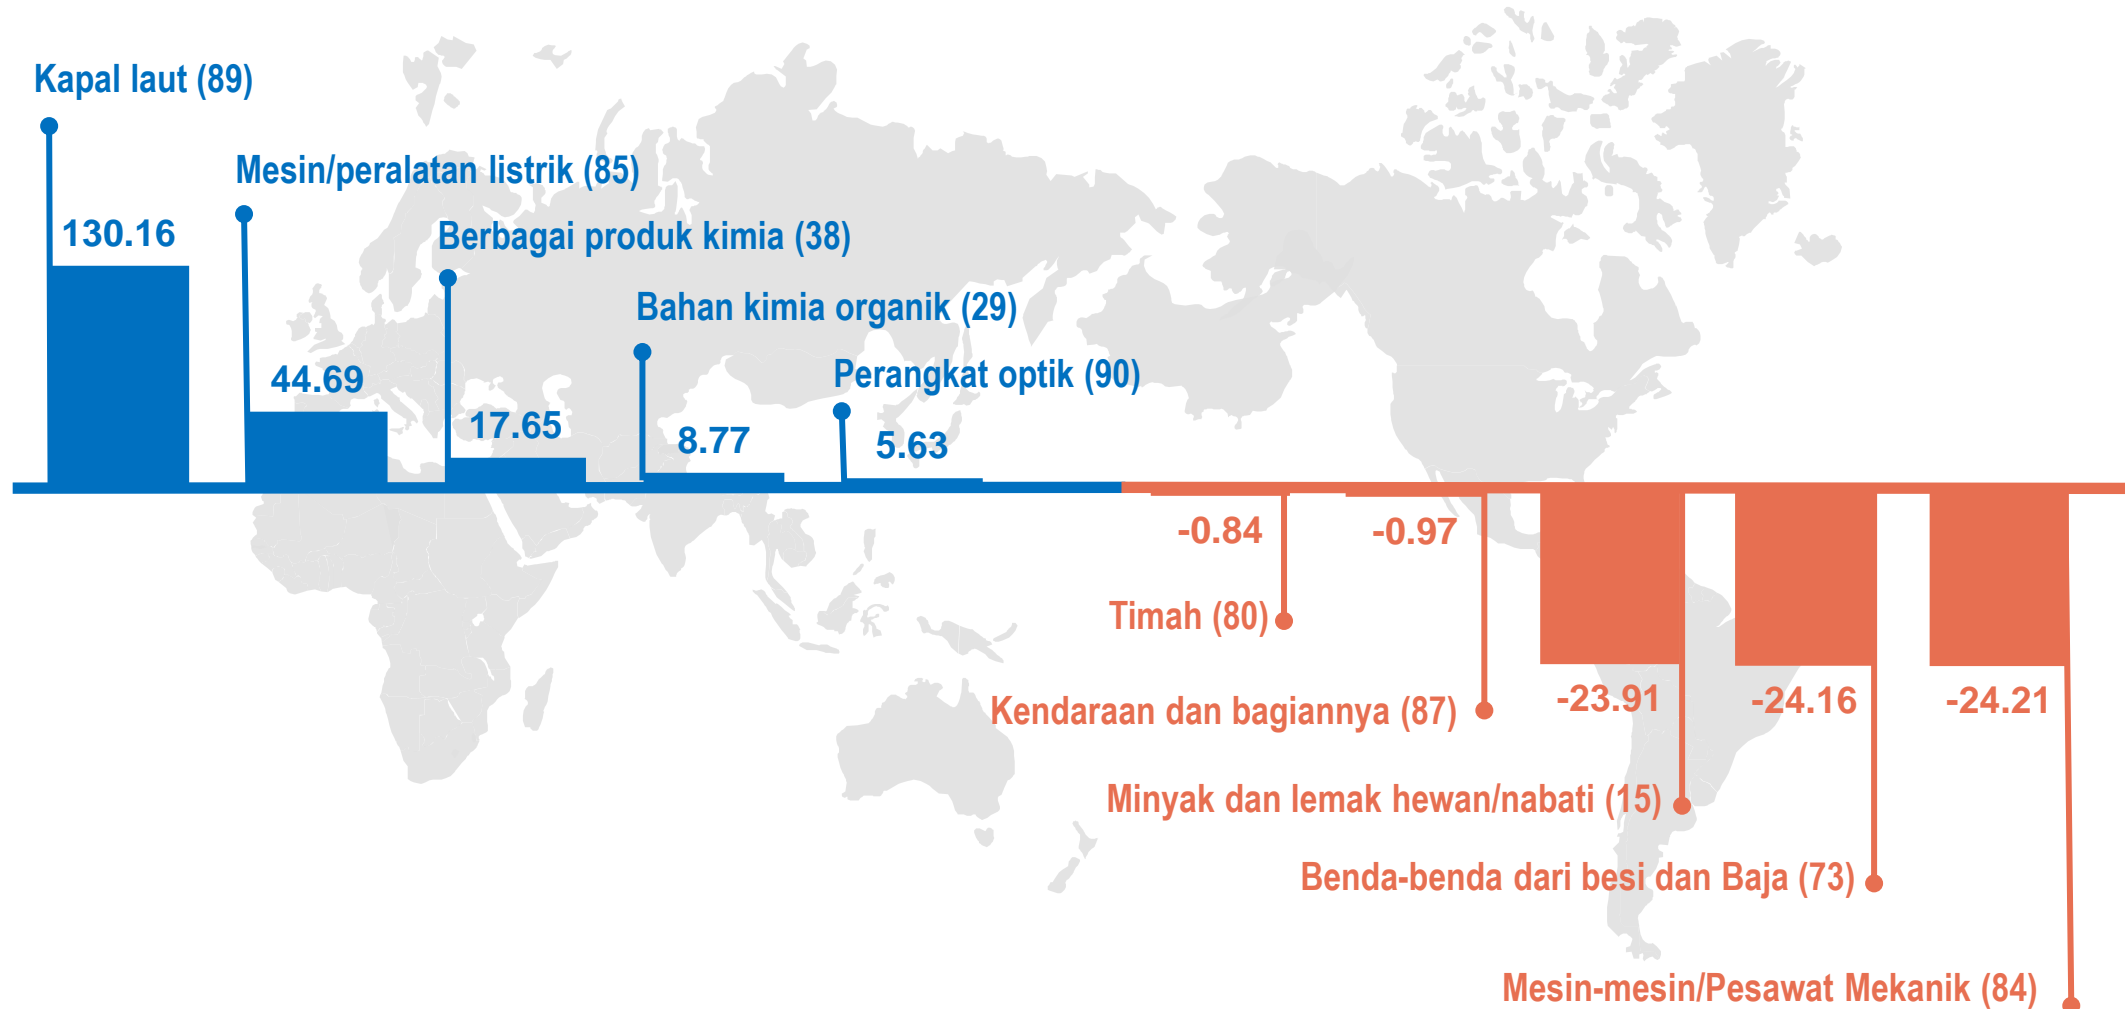 Kapal laut (89)
130.16
Mesin/peralatan listrik (85)
44.69
Berbagai produk kimia (38)
17.65
Bahan kimia organik (29)
8.77
Perangkat optik (90)
5.63
-0.84
Timah (80)
-0.97
Kendaraan dan bagiannya (87)
-23.91
Minyak dan lemak hewan/nabati (15)
-24.16
Benda-benda dari besi dan Baja (73)
-24.21
Mesin-mesin/Pesawat Mekanik (84)